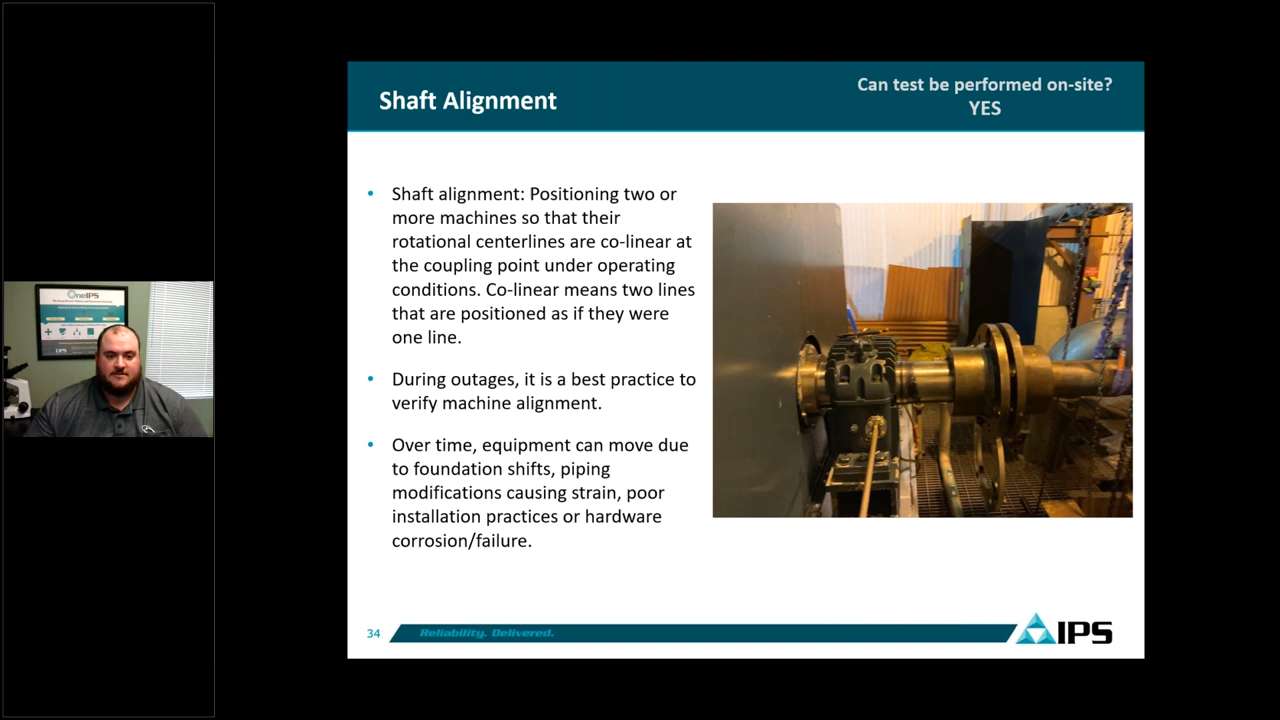 Shaft Alignment
Can test be performed on-site?
YES
• Shaft alignment: Positioning two or
more machines so that their
rotational centerlines are co-linear at
the coupling point under operating
conditions. Co-linear means two lines
that are positioned as if they were
one line.
• During outages, it is a best practice to
verify machine alignment.
• Over time, equipment can move due
to foundation shifts, piping
modifications causing strain, poor
installation practices or hardware
corrosion/failure.
34
Reliability. Delivered.
IPS
OneIPS
IPS